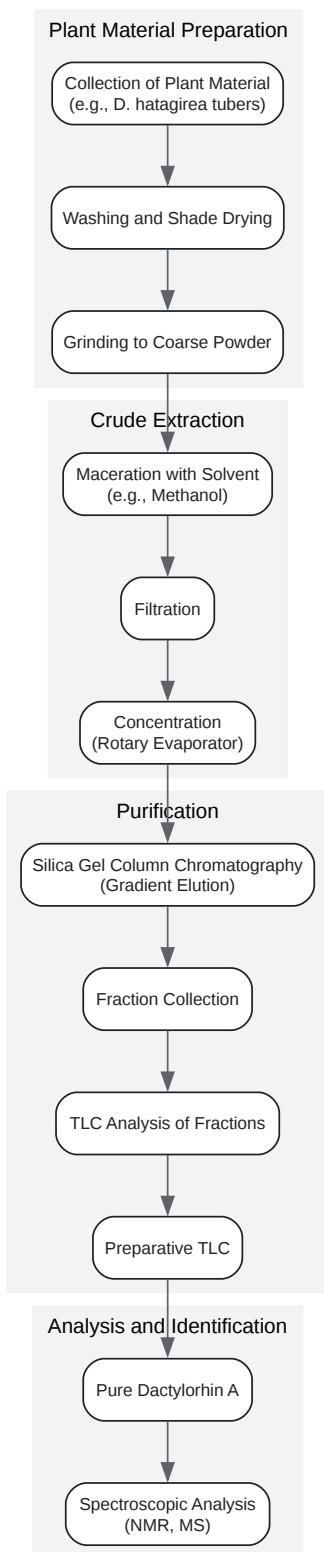 Plant Material Preparation
Collection of Plant Material
(e.g., D. hatagirea tubers)
Washing and Shade Drying
Grinding to Coarse Powder
Crude Extraction
Maceration with Solvent
(e.g., Methanol)
Filtration
Concentration
(Rotary Evaporator)
Purification
Silica Gel Column Chromatography
(Gradient Elution)
Fraction Collection
TLC Analysis of Fractions
Preparative TLC
Analysis and Identification
Pure Dactylorhin A
Spectroscopic Analysis
(NMR, MS)